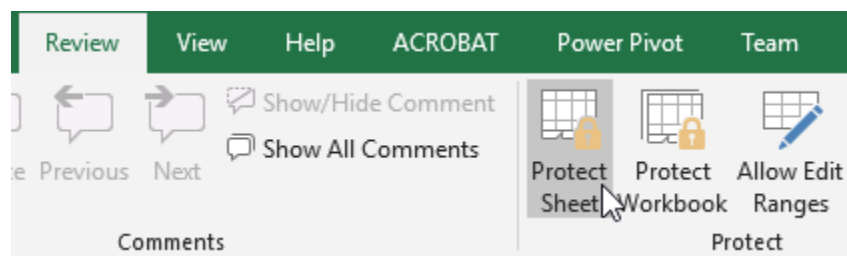 Review View Help ACROBAT Power Pivot Team
Show/Hide Comment
Show All Comments
Previous Next
Protect Sheet
Protect Workbook
Allow Edit Ranges
Comments
Protect